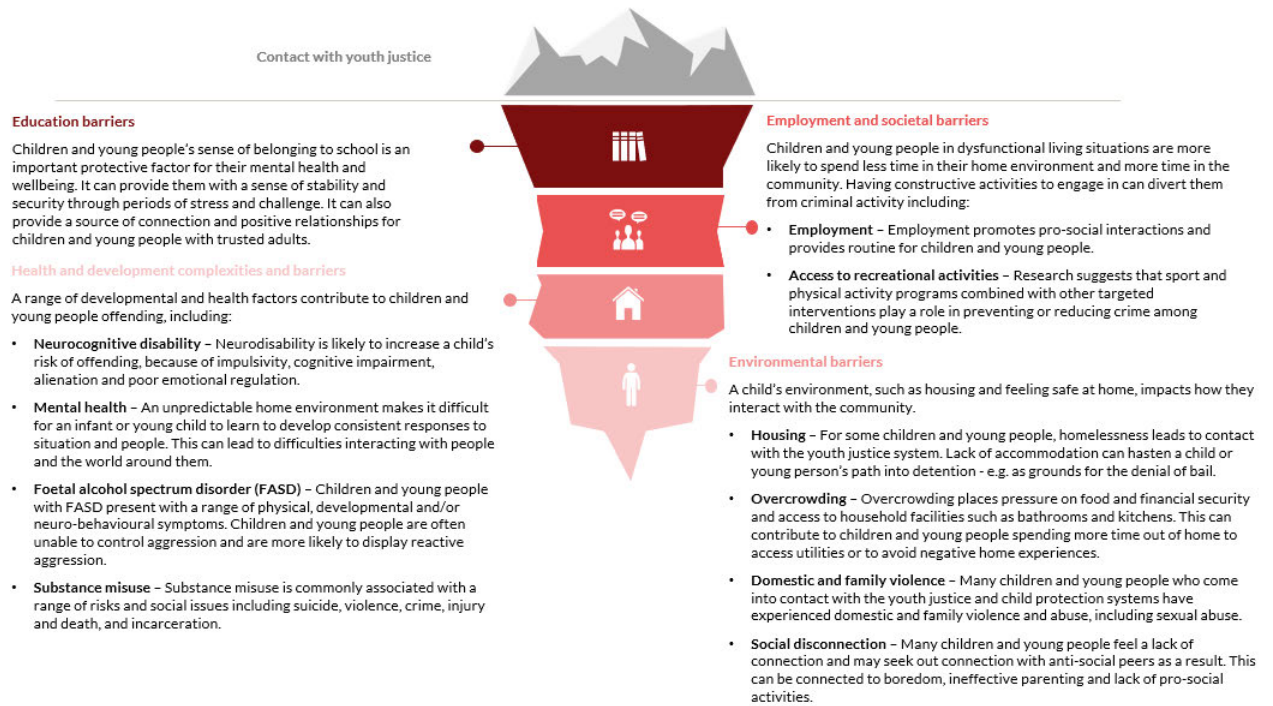 Contact with youth justice
Education barriers
Children and young people's sense of belonging to school is an
important protective factor for their mental health and
wellbeing. It can provide them with a sense of stability and
security through periods of stress and challenge. It can also
provide a source of connection and positive relationships for
children and young people with trusted adults.
Health and development complexities and barriers
A range of developmental and health factors contribute to children and
young people offending, including:
• Neurocognitive disability – Neurodisability is likely to increase a child's
risk of offending, because of impulsivity, cognitive impairment,
alienation and poor emotional regulation.
• Mental health – An unpredictable home environment makes it difficult
for an infant or young child to learn to develop consistent responses to
situation and people. This can lead to difficulties interacting with people
and the world around them.
• Foetal alcohol spectrum disorder (FASD) – Children and young people
with FASD present with a range of physical, developmental and/or
neuro-behavioural symptoms. Children and young people are often
unable to control aggression and are more likely to display reactive
aggression.
• Substance misuse – Substance misuse is commonly associated with a
range of risks and social issues including suicide, violence, crime, injury
and death, and incarceration.
Employment and societal barriers
Children and young people in dysfunctional living situations are more
likely to spend less time in their home environment and more time in the
community. Having constructive activities to engage in can divert them
from criminal activity including:
• Employment – Employment promotes pro-social interactions and
provides routine for children and young people.
• Access to recreational activities – Research suggests that sport and
physical activity programs combined with other targeted
interventions play a role in preventing or reducing crime among
children and young people.
Environmental barriers
A child's environment, such as housing and feeling safe at home, impacts how they
interact with the community.
• Housing – For some children and young people, homelessness leads to contact
with the youth justice system. Lack of accommodation can hasten a child or
young person's path into detention - e.g. as grounds for the denial of bail.
• Overcrowding – Overcrowding places pressure on food and financial security
and access to household facilities such as bathrooms and kitchens. This can
contribute to children and young people spending more time out of home to
access utilities or to avoid negative home experiences.
• Domestic and family violence – Many children and young people who come
into contact with the youth justice and child protection systems have
experienced domestic and family violence and abuse, including sexual abuse.
• Social disconnection – Many children and young people feel a lack of
connection and may seek out connection with anti-social peers as a result. This
can be connected to boredom, ineffective parenting and lack of pro-social
activities.